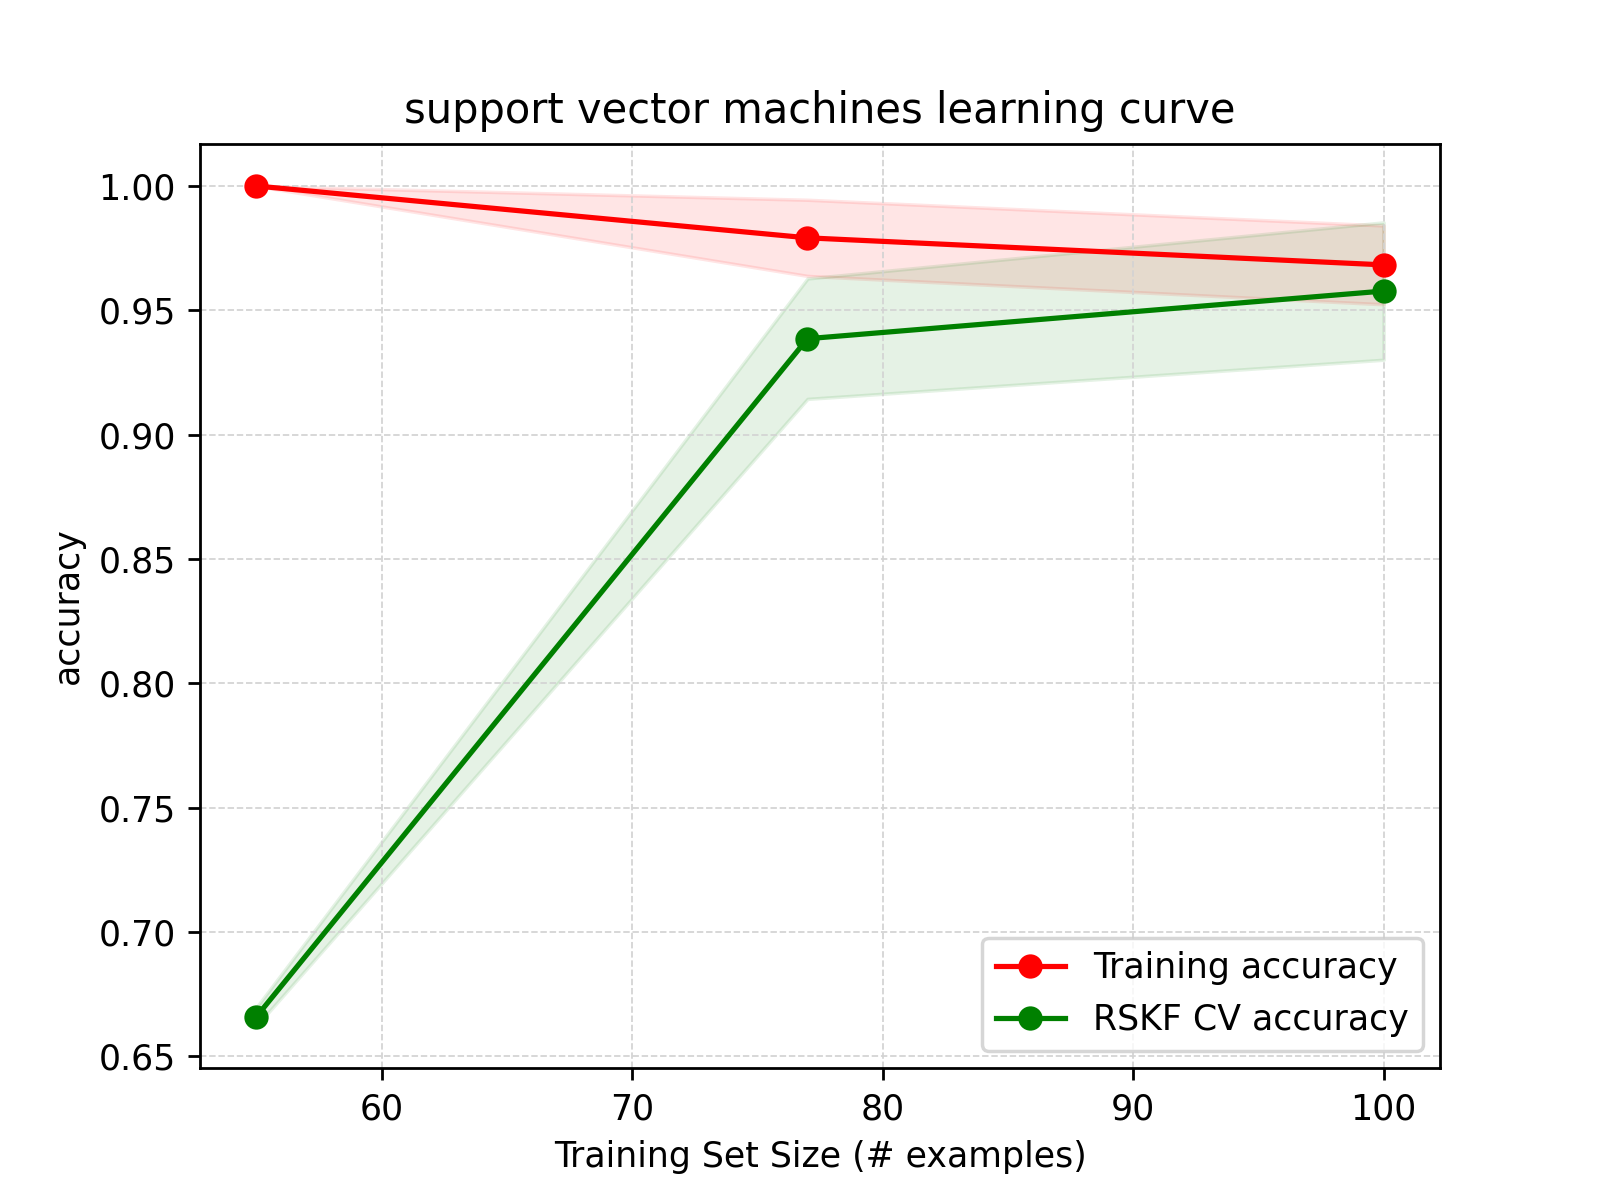 support vector machines learning curve
1.00
0.95
0.90
0.85
0.80
0.75
0.70
0.65
accuracy
Training accuracy
RSKF CV accuracy
60 70 80 90 100
Training Set Size (# examples)